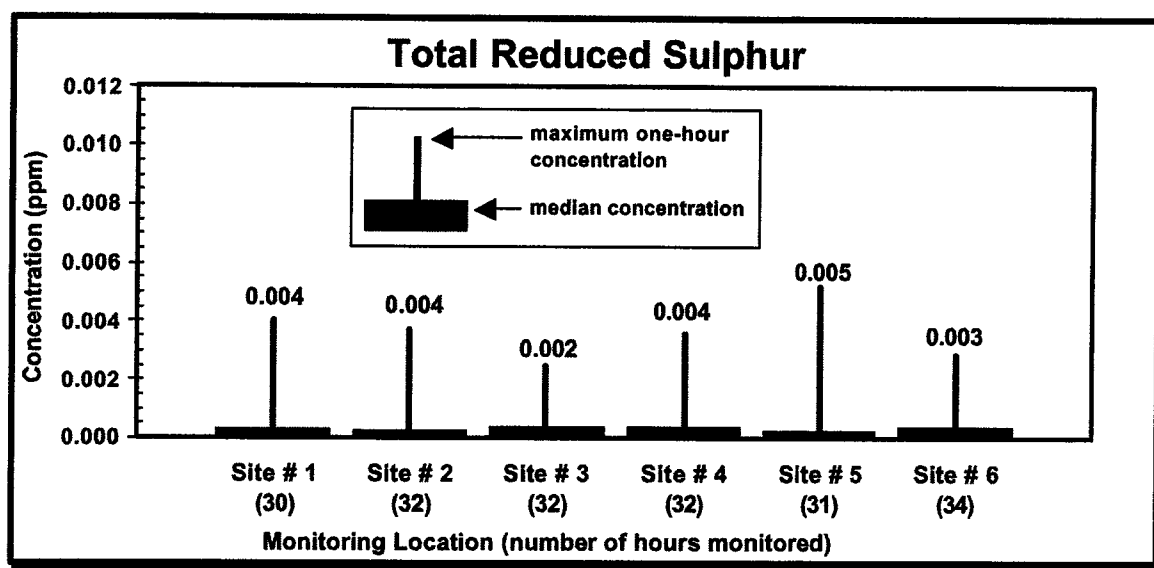 Total Reduced Sulphur
Concentration (ppm)
0.012
0.010
0.008
0.006
0.004
0.002
0.000
maximum one-hour
concentration
median concentration
0.004
0.004
0.002
0.004
0.005
0.003
Site # 1
(30)
Site # 2
(32)
Site # 3
(32)
Site # 4
(32)
Site # 5
(31)
Site # 6
(34)
Monitoring Location (number of hours monitored)